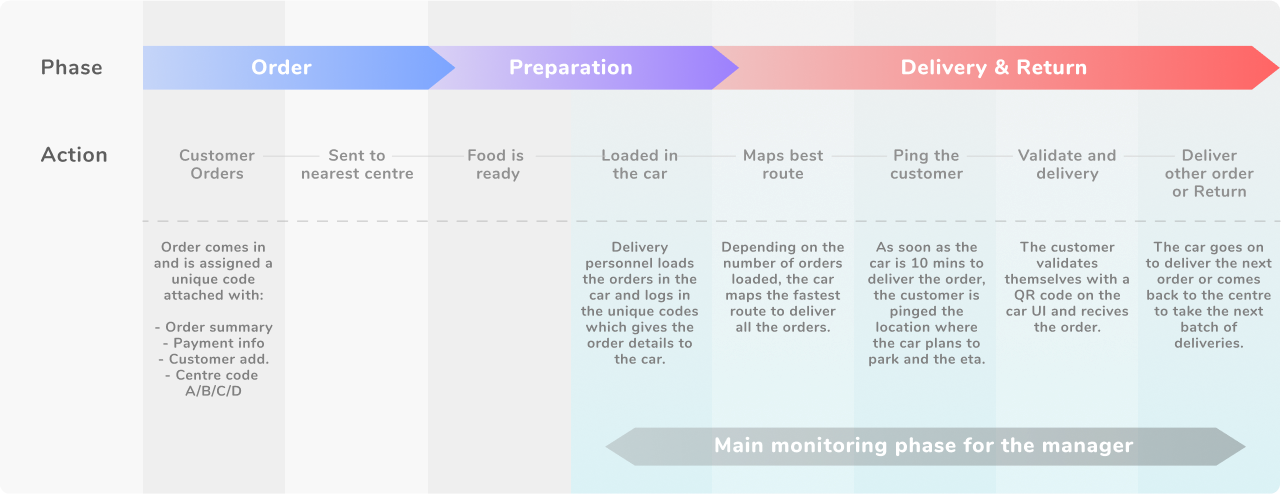 Phase
Order
Preparation
Delivery & Return
Action
Customer
Orders
Sent to
nearest centre
Food is
ready
Loaded in
the car
Maps best
route
Ping the
customer
Validate and
delivery
Deliver
other order
or Return
Order comes in
and is assigned a
unique code
attached with:
- Order summary
- Payment info
- Customer add.
- Centre code
A/B/C/D
Delivery
personnel loads
the orders in the
car and logs in
the unique codes
which gives the
order details to
the car.
Depending on the
number of orders
loaded, the car
maps the fastest
route to deliver
all the orders.
As soon as the
car is 10 mins to
deliver the order,
the customer is
pinged the
location where
the car plans to
park and the eta.
The customer
validates
themselves with a
QR code on the
car UI and recives
the order.
The car goes on
to deliver the next
order or comes
back to the centre
to take the next
batch of
deliveries.
Main monitoring phase for the manager